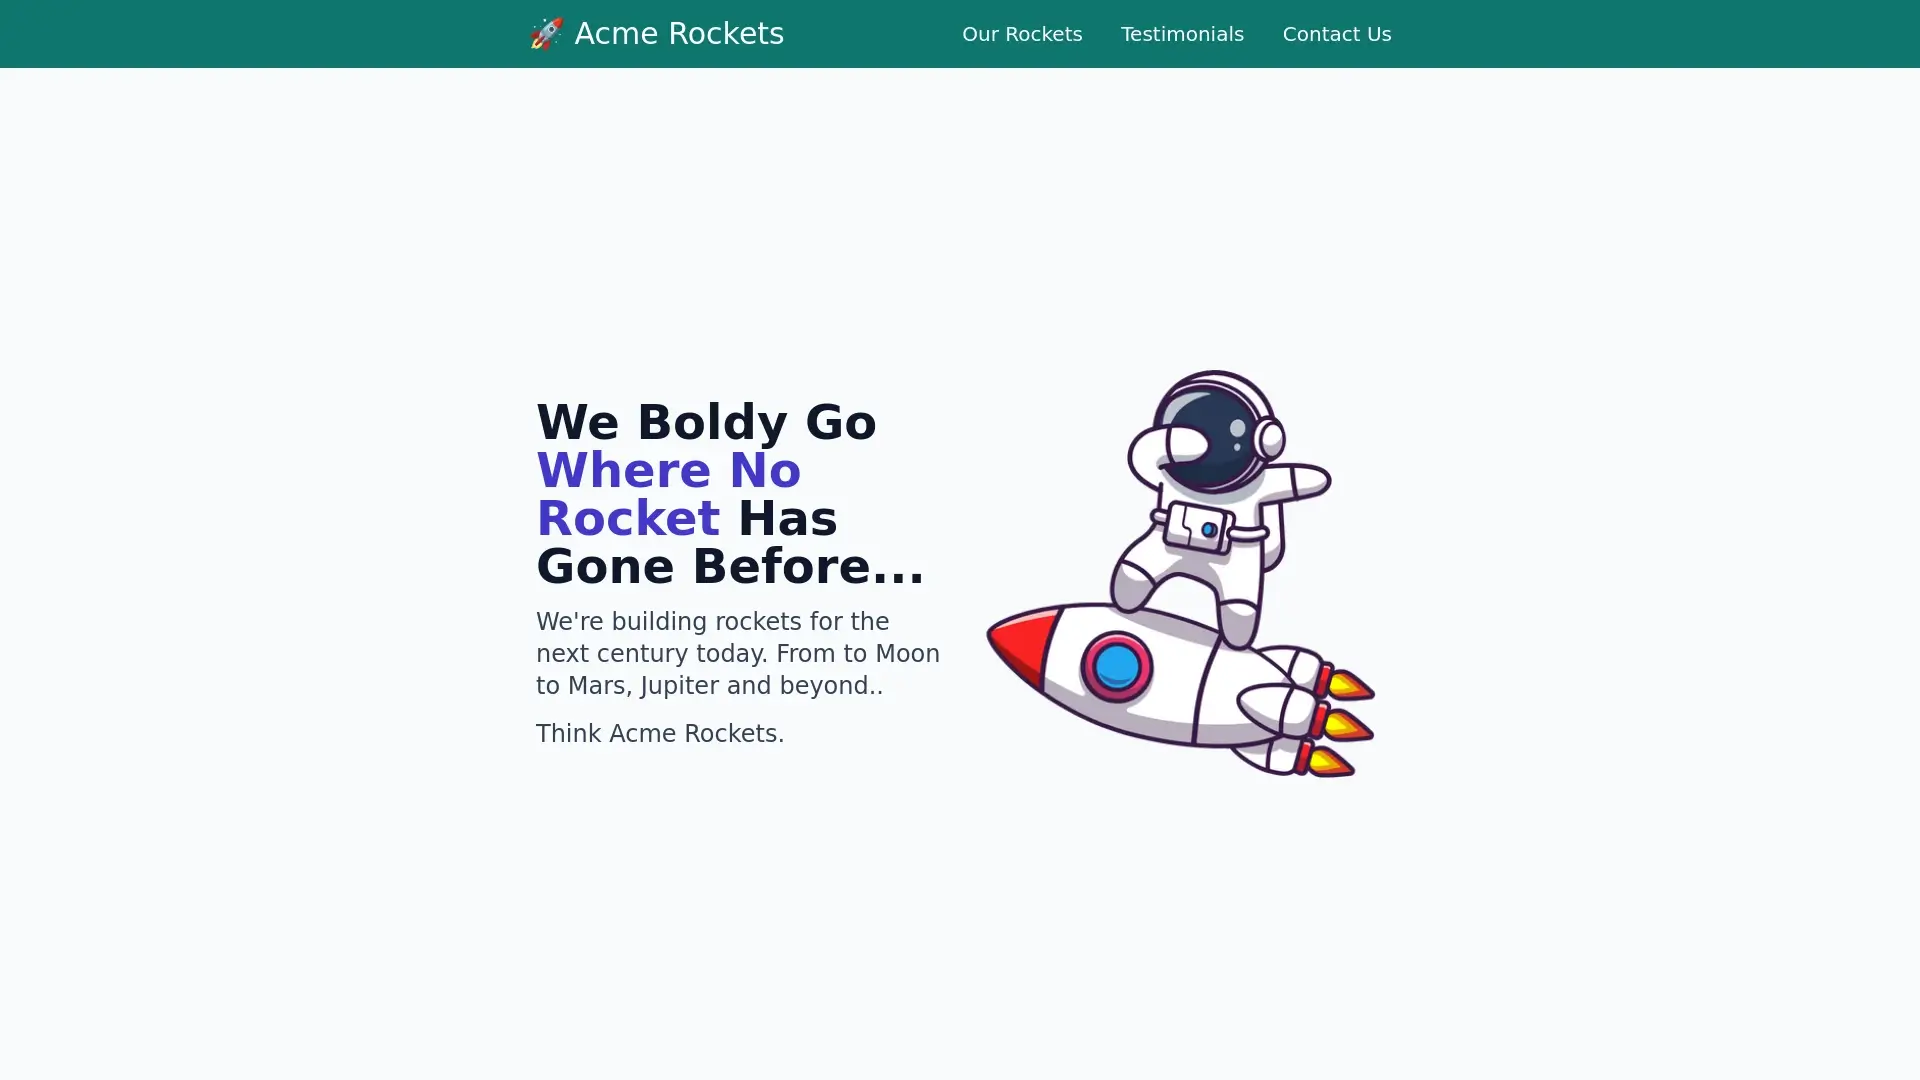 🚀 Acme Rockets
Our Rockets
Testimonials
Contact Us
We Boldy Go
Where No
Rocket Has
Gone Before...
We're building rockets for the
next century today. From to Moon
to Mars, Jupiter and beyond..
Think Acme Rockets.